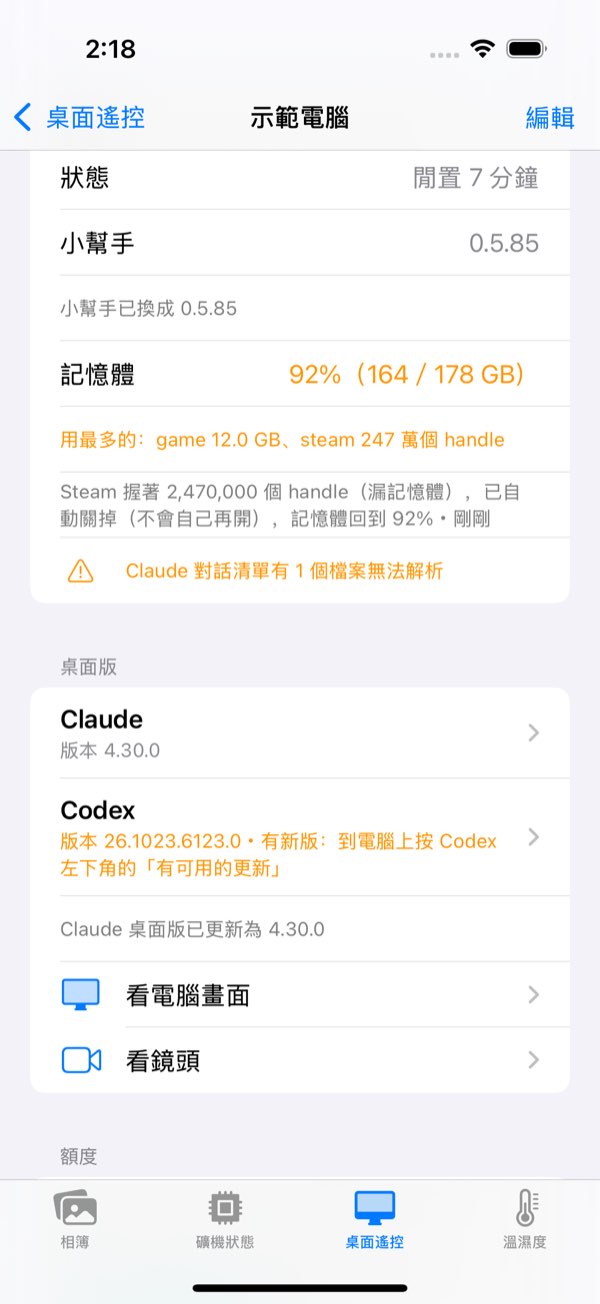 2:18
桌面遙控
示範電腦
編輯
狀態
閒置 7 分鐘
小幫手
0.5.85
小幫手已換成 0.5.85
記憶體
92%（164 / 178 GB）
用最多的：game 12.0 GB、steam 247 萬個 handle
Steam 握著 2,470,000 個 handle（漏記憶體），已自
動關掉（不會自己再開），記憶體回到 92%・剛剛
Claude 對話清單有 1 個檔案無法解析
桌面版
Claude
版本 4.30.0
Codex
版本 26.1023.6123.0・有新版：到電腦上按 Codex
左下角的「有可用的更新」
Claude 桌面版已更新為 4.30.0
看電腦畫面
看鏡頭
額度
相簿
礦機狀態
桌面遙控
溫濕度